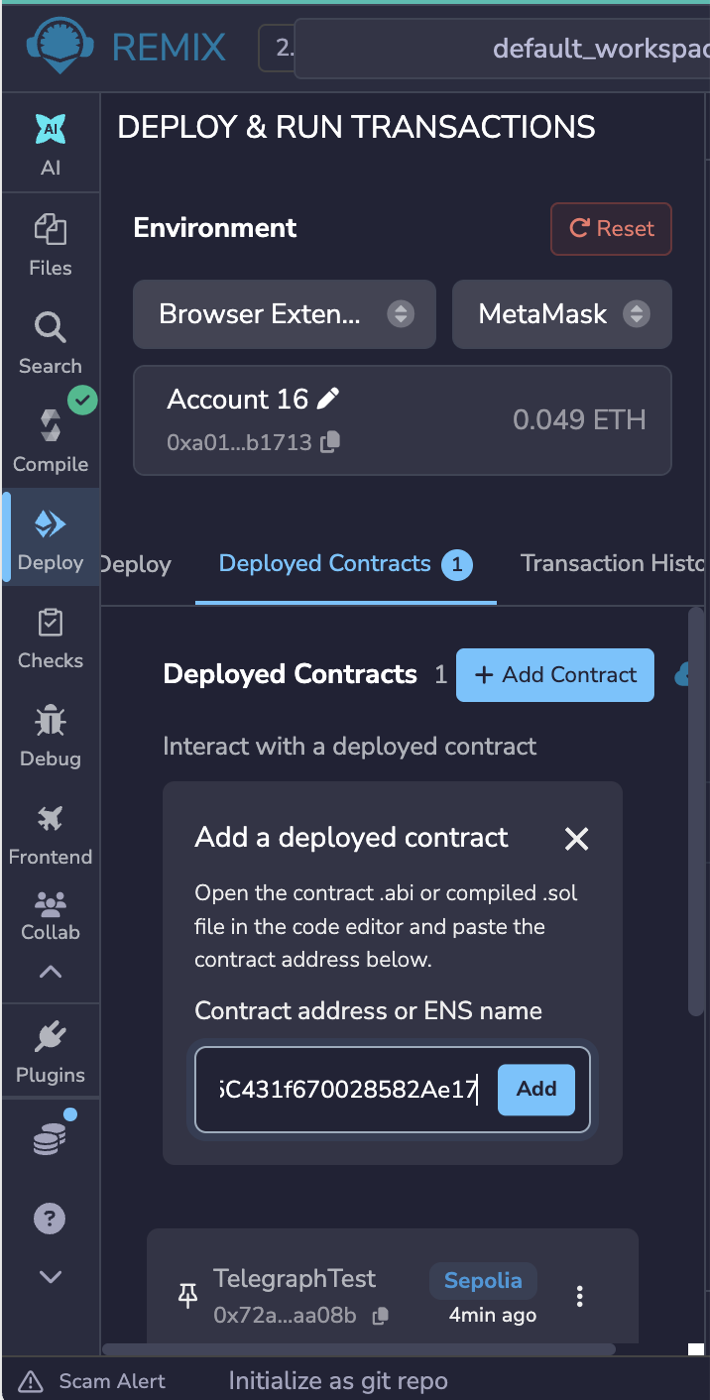 REMIX
2.
default_workspac
DEPLOY & RUN TRANSACTIONS
AI
AI
Environment
Reset
Files
Browser Exten...
MetaMask
Search
Account 16
0xa01...b1713
0.049 ETH
Compile
Deploy
Deploy
Deployed Contracts 1
Transaction Histo
Checks
Deployed Contracts 1
+ Add Contract
Interact with a deployed contract
Debug
Add a deployed contract
Frontend
Open the contract .abi or compiled .sol
file in the code editor and paste the
contract address below.
Collab
Contract address or ENS name
Plugins
C431f670028582Ae17
Add
?
TelegraphTest
Sepolia
0x72a...aa08b
4min ago
Scam Alert
Initialize as git repo